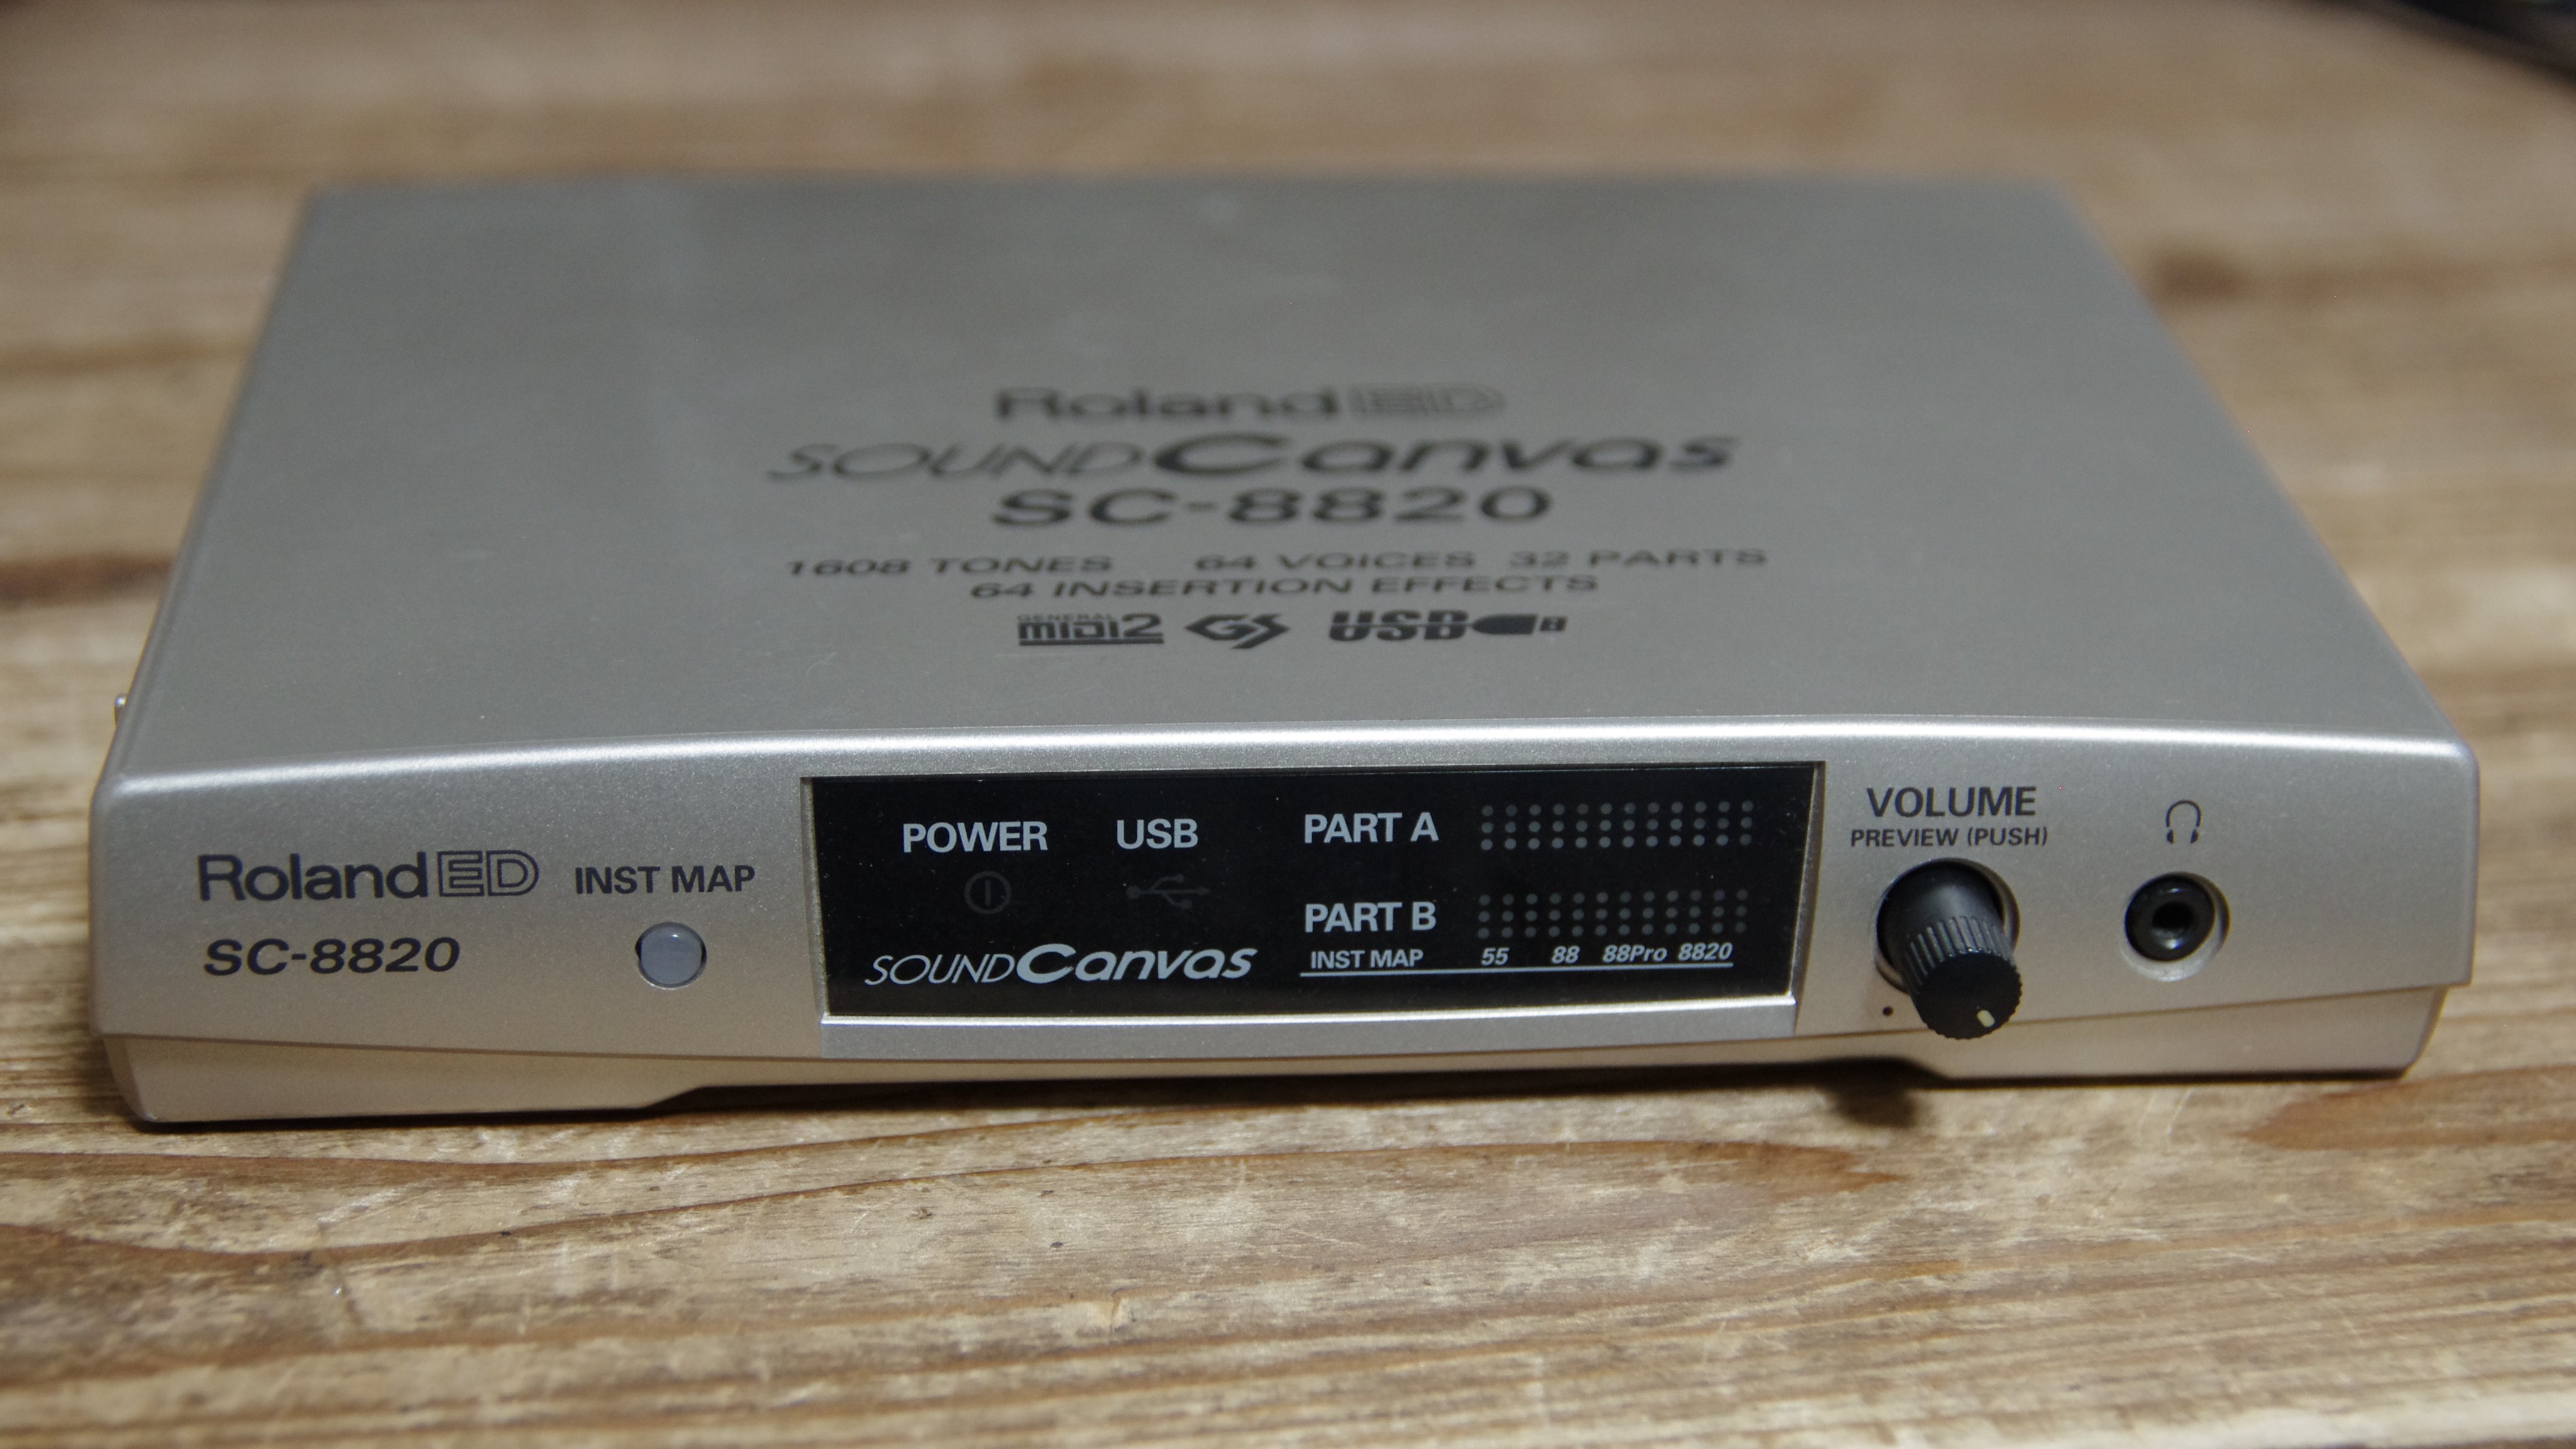 Roland ED
SOUND Canvas
SC-8820
1608 TONES 64 VOICES 32 PARTS
64 INSERTION EFFECTS
GENERAL
MIDI2 GS USB
Roland ED
SC-8820
INST MAP
POWER USB
SOUND Canvas
PART A
PART B
INST MAP 55 88 88Pro 8820
VOLUME
PREVIEW (PUSH)